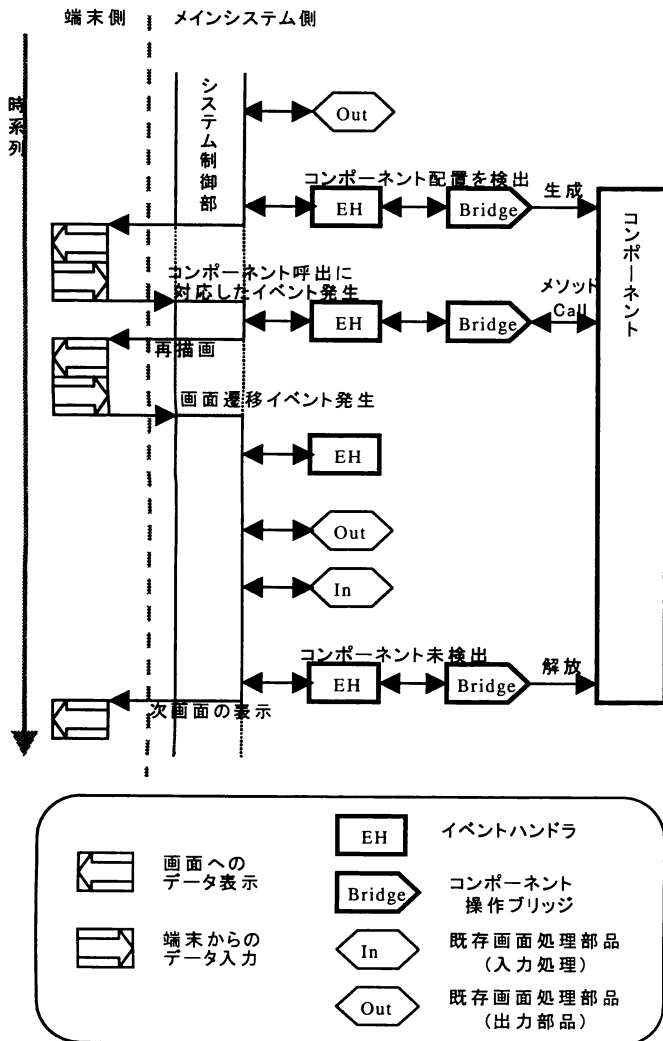 端末側
メインシステム側
時系列
システム制御部
Out
コンポーネント配置を検出
生成
EH
Bridge
コンポーネント
コンポーネント呼出に
対応したイベント発生
メソッド
Call
EH
Bridge
再描画
画面遷移イベント発生
EH
Out
In
コンポーネント未検出
解放
EH
Bridge
次画面の表示
画面への
データ表示
端末からの
データ入力
EH
イベントハンドラ
Bridge
コンポーネント
操作ブリッジ
In
既存画面処理部品
(入力処理)
Out
既存画面処理部品
(出力部品)